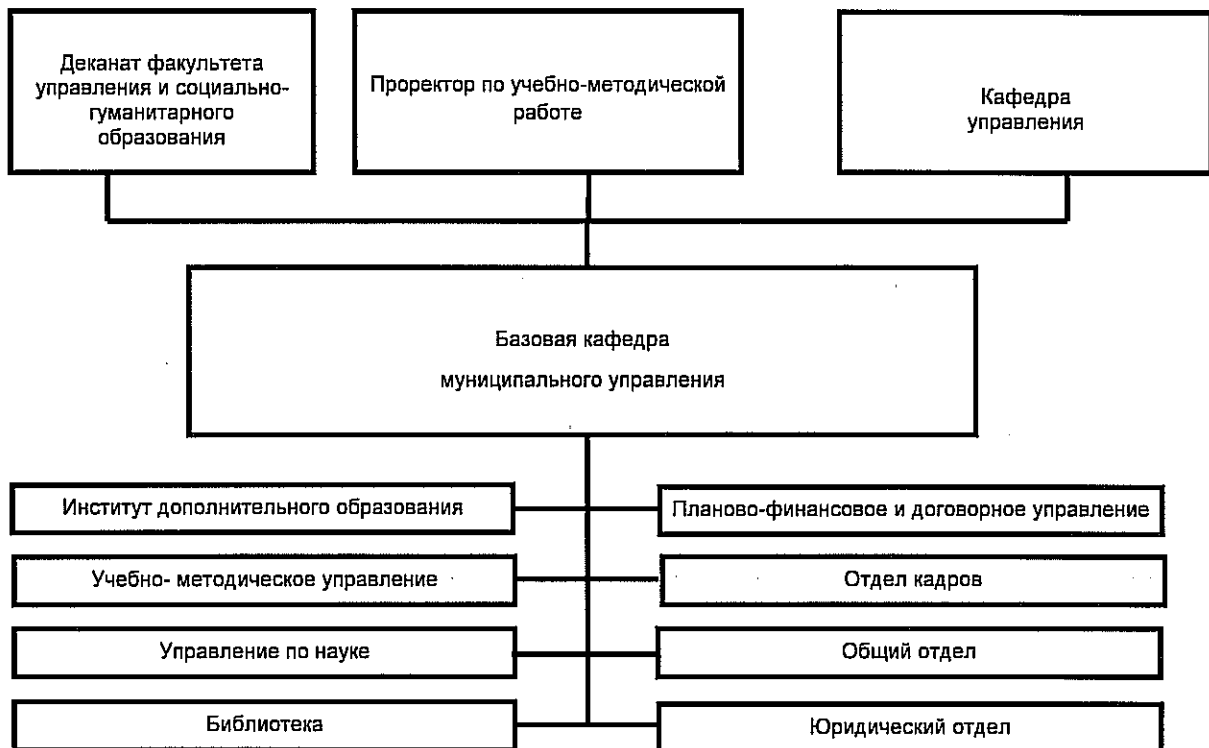 Деканат факультета
управления и социально-
гуманитарного
образования
Проректор по учебно-методической
работе
Кафедра
управления
Базовая кафедра
муниципального управления
Институт дополнительного образования
Планово-финансовое и договорное управление
Учебно- методическое управление
Отдел кадров
Управление по науке
Общий отдел
Библиотека
Юридический отдел